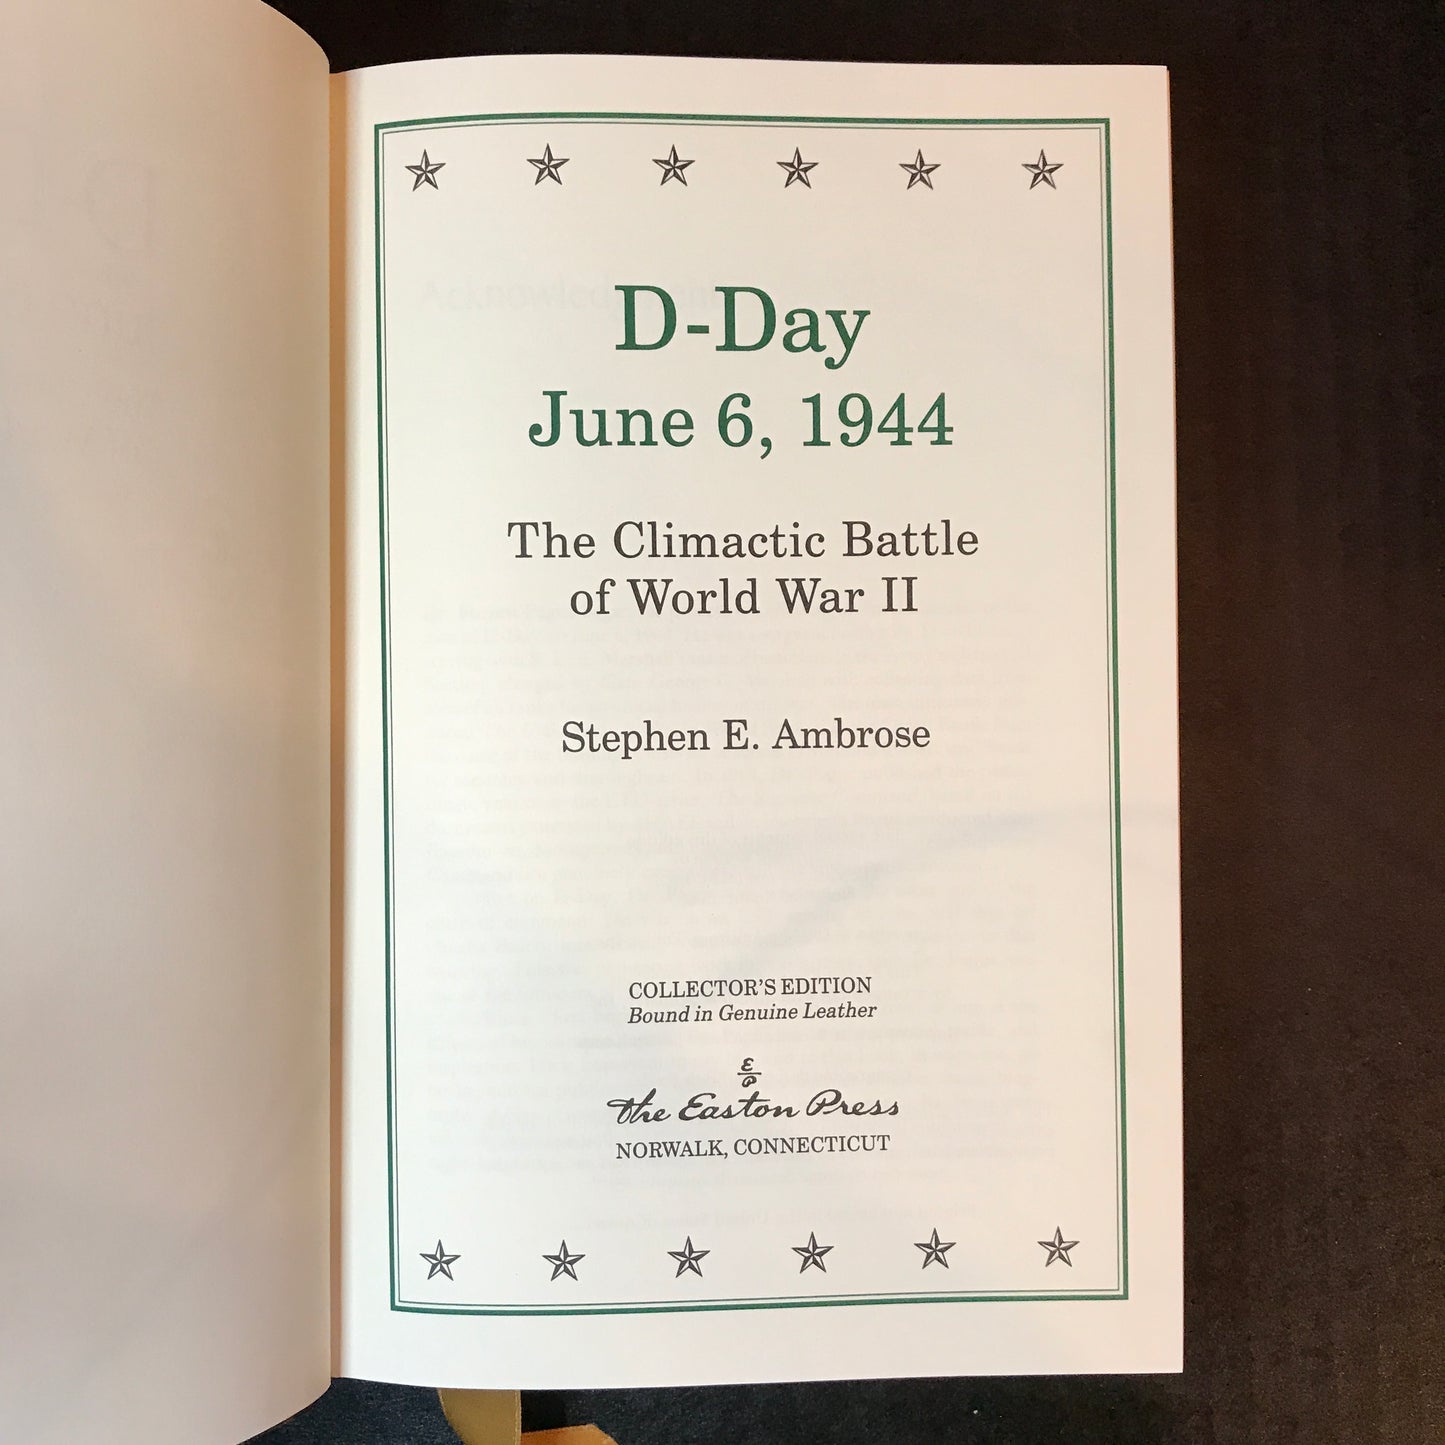 D-Day
June 6, 1944
The Climactic Battle
of World War II
Stephen E. Ambrose
COLLECTOR'S EDITION
Bound in Genuine Leather
E
P
The Easton Press
NORWALK, CONNECTICUT